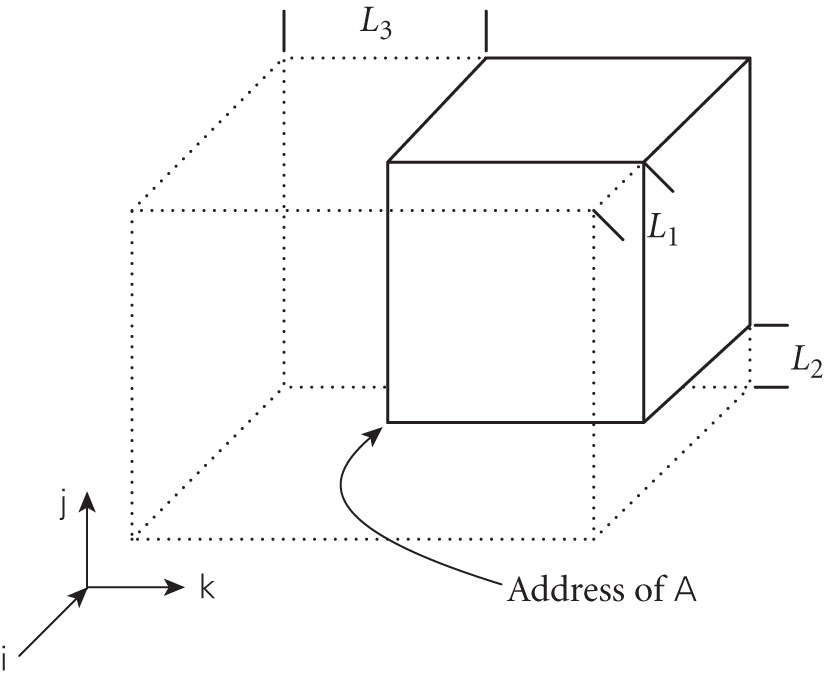 L₃
L₁
L₂
j
k
Address of A
i